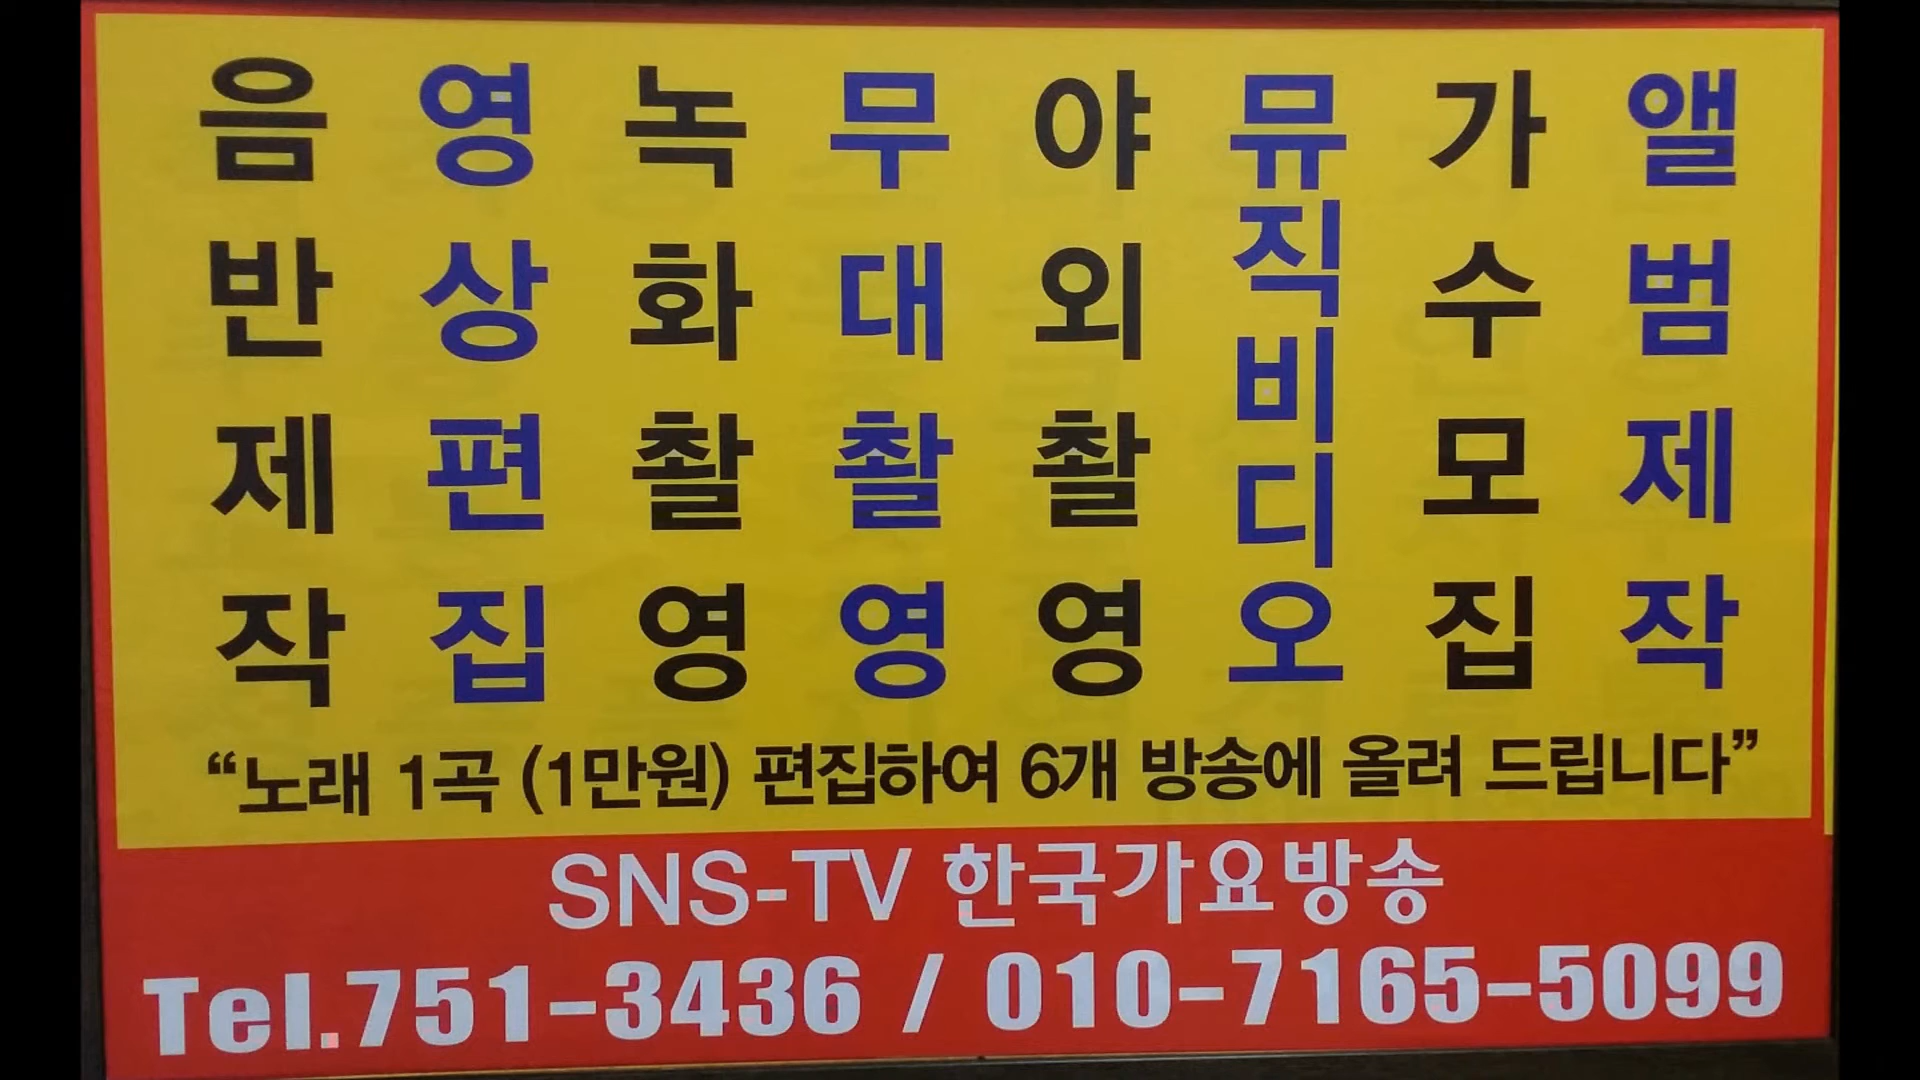 음반제작
영상편집
녹화촬영
무대촬영
야외촬영
뮤직비디오
가수모집
앨범제작
“노래 1곡 (1만원) 편집하여 6개 방송에 올려 드립니다”
SNS-TV 한국가요방송
Tel.751-3436 / 010-7165-5099